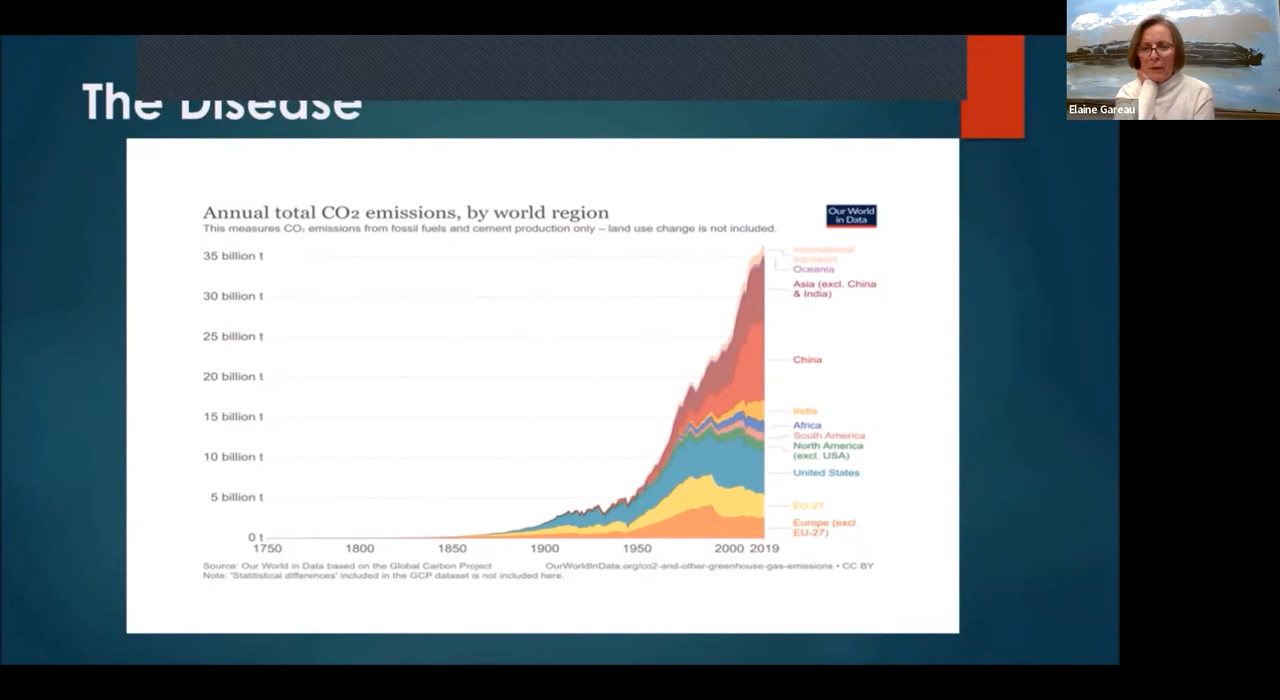 The Disease
Elaine Gareau
Annual total CO2 emissions, by world region
Our World
in Data
This measures CO₂ emissions from fossil fuels and cement production only – land use change is not included.
35 billion t
30 billion t
25 billion t
20 billion t
15 billion t
10 billion t
5 billion t
0 t
International
transport
Oceania
Asia (excl. China
& India)
China
India
Africa
South America
North America
(excl. USA)
United States
EU-27
Europe (excl.
EU-27)
1750 1800 1850 1900 1950 2000 2019
Source: Our World in Data based on the Global Carbon Project OurWorldInData.org/co2-and-other-greenhouse-gas-emissions • CC BY
Note: 'Statistical differences' included in the GCP dataset is not included here.